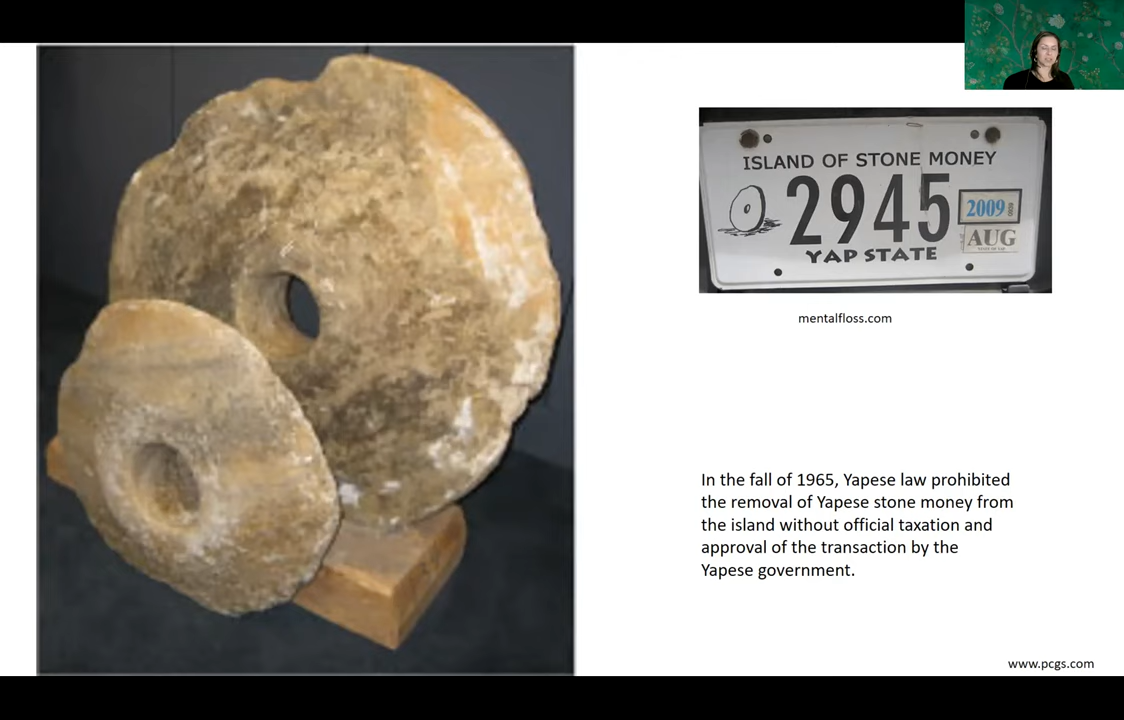 ISLAND OF STONE MONEY
2945
2009
AUG
YAP STATE
mentalfloss.com
In the fall of 1965, Yapese law prohibited
the removal of Yapese stone money from
the island without official taxation and
approval of the transaction by the
Yapese government.
www.pcgs.com